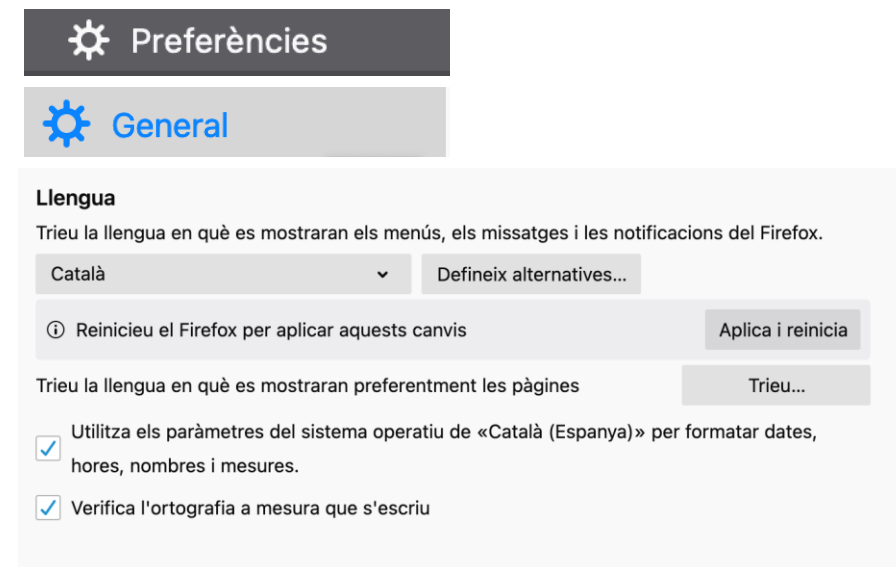 Preferències
General
Llengua
Trieu la llengua en què es mostraran els menús, els missatges i les notificacions del Firefox.
Català
Defineix alternatives...
Reinicieu el Firefox per aplicar aquests canvis
Aplica i reinicia
Trieu la llengua en què es mostraran preferentment les pàgines
Trieu...
Utilitza els paràmetres del sistema operatiu de «Català (Espanya)» per formatar dates,
hores, nombres i mesures.
Verifica l'ortografia a mesura que s'escriu